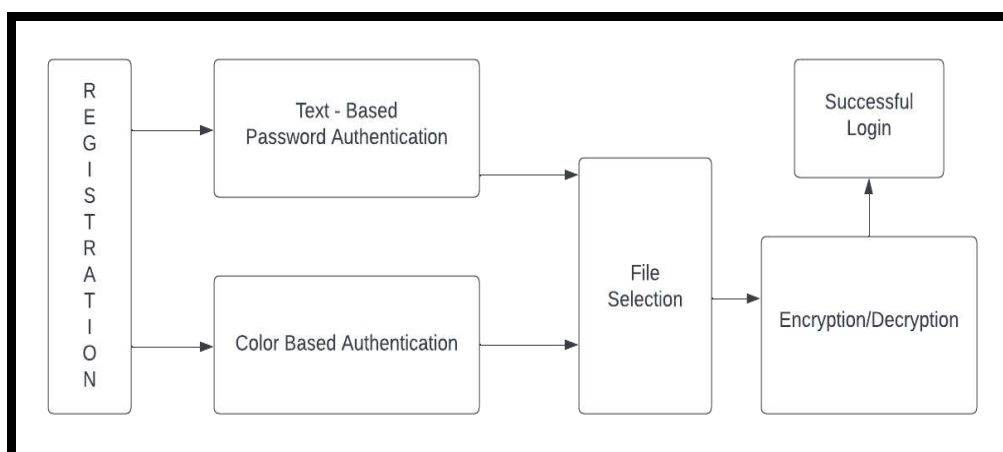 R
E
G
I
S
T
R
A
T
I
O
N
Text - Based
Password Authentication
Color Based Authentication
File
Selection
Successful
Login
Encryption/Decryption